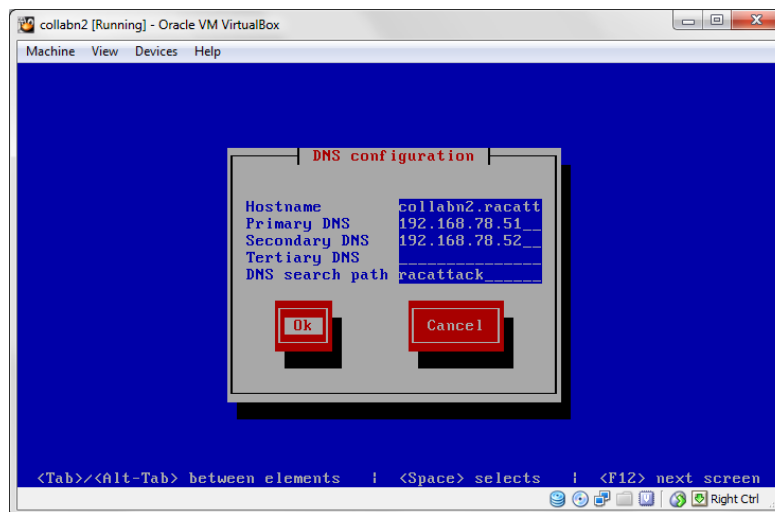 collabn2 [Running] - Oracle VM VirtualBox
Machine View Devices Help
DNS configuration
Hostname collabn2.racatt
Primary DNS 192.168.78.51__
Secondary DNS 192.168.78.52__
Tertiary DNS _______________
DNS search path racattack______
Ok Cancel
<Tab>/<Alt-Tab> between elements | <Space> selects | <F12> next screen
Right Ctrl